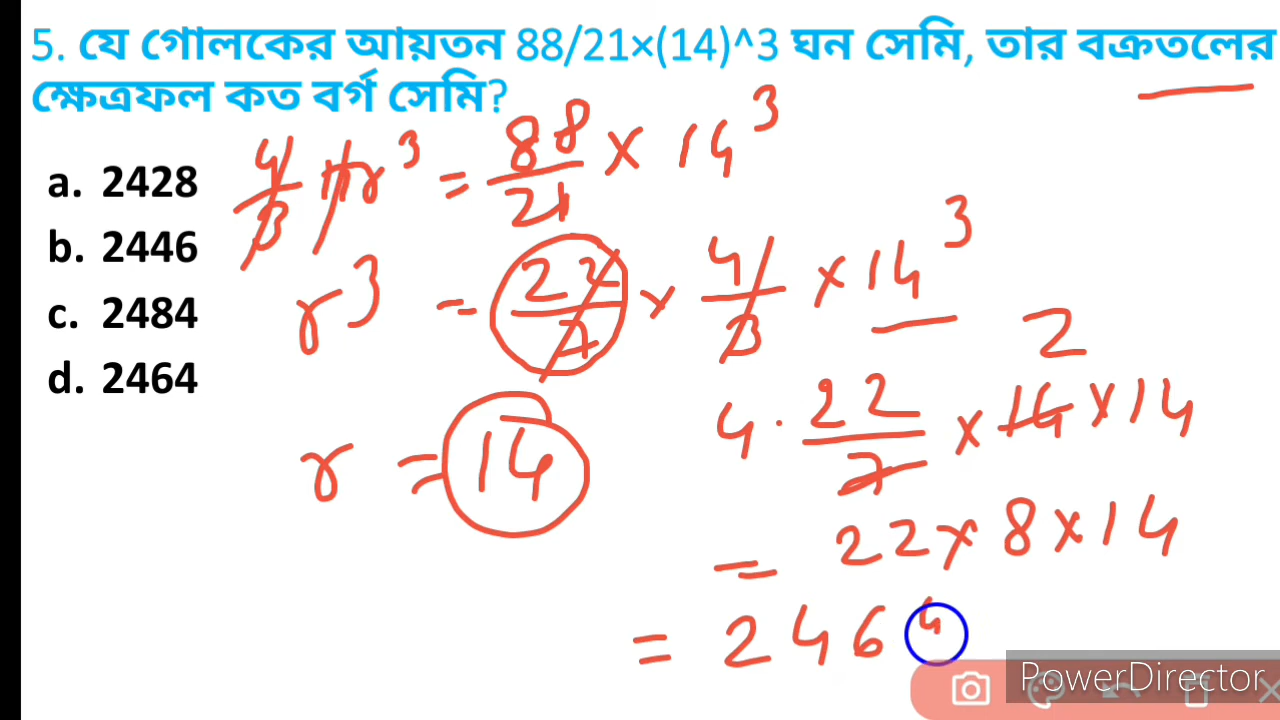 5. যে গোলকের আয়তন 88/21×(14)^3 ঘন সেমি, তার বক্রতলের
ক্ষেত্রফল কত বর্গ সেমি?
a. 2428
b. 2446
c. 2484
d. 2464
4/3 πr³ = 88/21 × 14³
r³ = 22/7 × 4/3 × 14³
2
4 · 22/7 × 14 × 14
r = 14
= 22 × 8 × 14
= 2464
PowerDirector